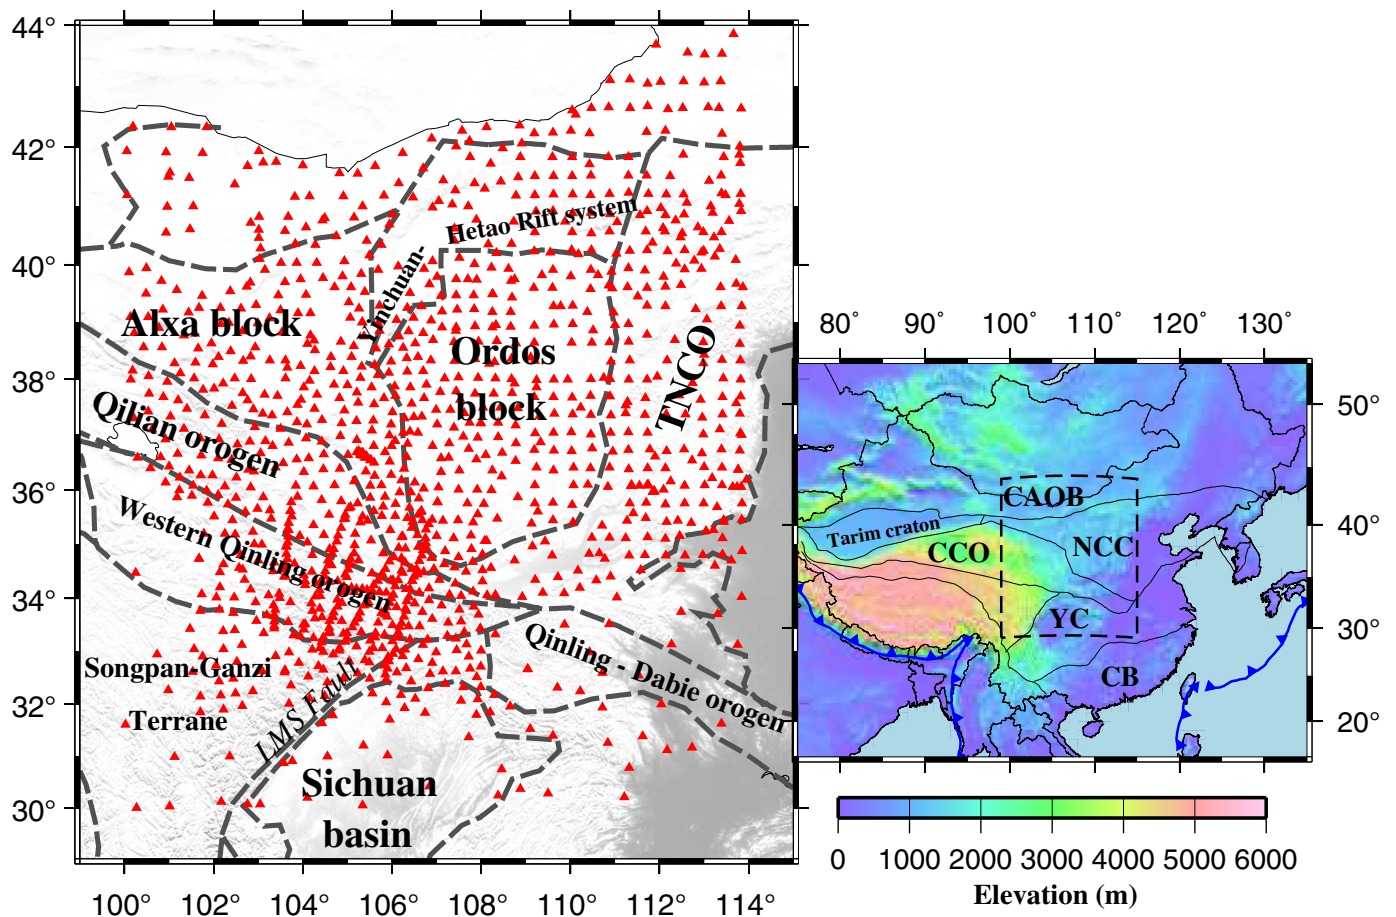 44°
42°
40°
38°
36°
34°
32°
30°
100°
102°
104°
106°
108°
110°
112°
114°
Hetao Rift system
Yinchuan-
Alxa block
Ordos
block
TNCO
Qilian orogen
Western Qinling orogen
Songpan-Ganzi
Terrane
LMS Fault
Qinling - Dabie orogen
Sichuan
basin
80°
90°
100°
110°
120°
130°
50°
40°
30°
20°
CAOB
Tarim craton
CCO
NCC
YC
CB
0
1000
2000
3000
4000
5000
6000
Elevation (m)